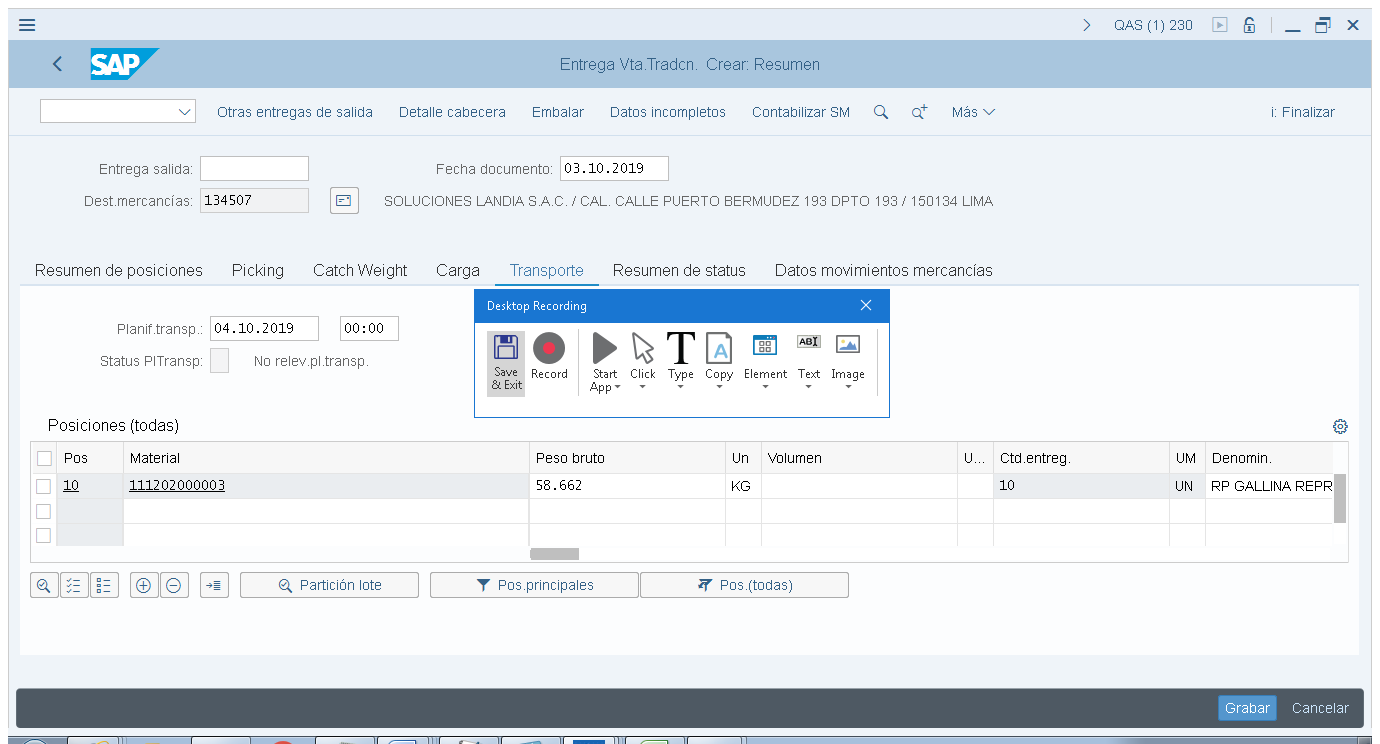 QAS (1) 230
SAP
Entrega Vta.Tradcn. Crear: Resumen
Otras entregas de salida Detalle cabecera Embalar Datos incompletos Contabilizar SM Más i: Finalizar
Entrega salida: Fecha documento: 03.10.2019
Dest.mercancías: 134507 SOLUCIONES LANDIA S.A.C. / CAL. CALLE PUERTO BERMUDEZ 193 DPTO 193 / 150134 LIMA
Resumen de posiciones Picking Catch Weight Carga Transporte Resumen de status Datos movimientos mercancías
Desktop Recording
Planif.transp.: 04.10.2019 00:00
Status PlTransp: No relev.pl.transp.
T A ABI
Save & Exit Record Start App Click Type Copy Element Text Image
Posiciones (todas)
Pos Material Peso bruto Un Volumen U... Ctd.entreg. UM Denomin.
10 111202000003 58.662 KG 10 UN RP GALLINA REPR
Partición lote Pos.principales Pos.(todas)
Grabar Cancelar